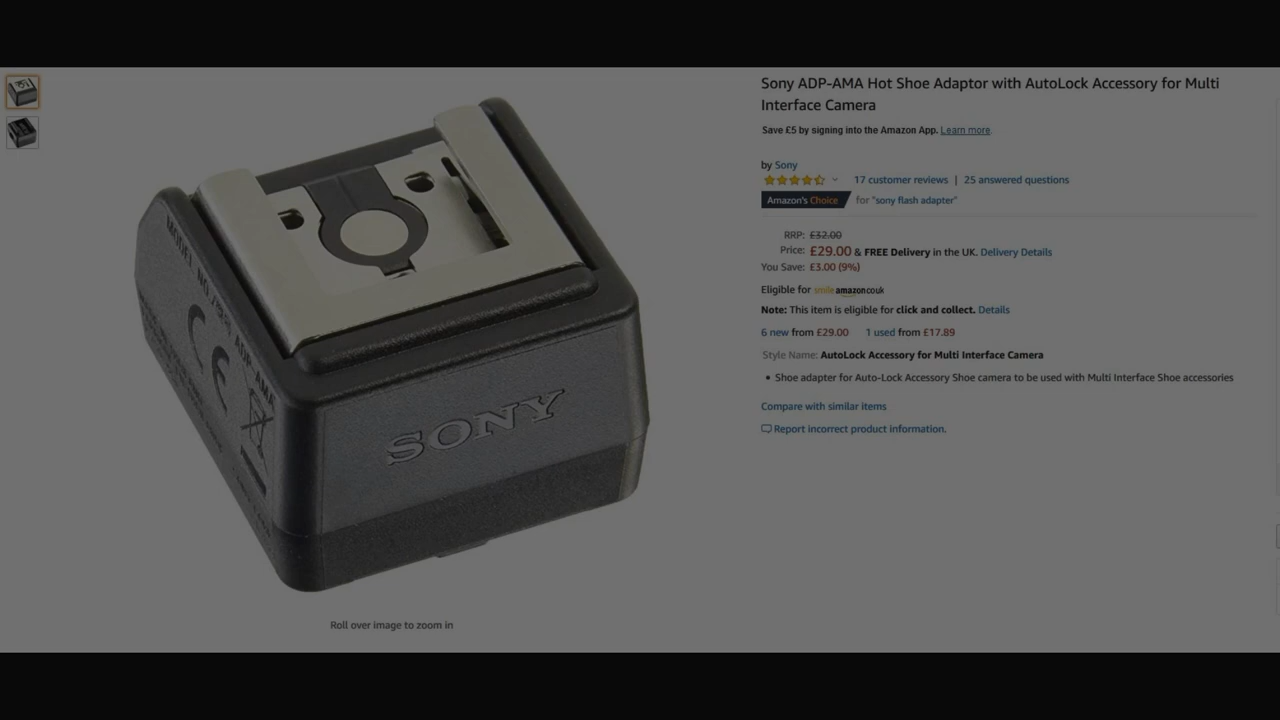 Sony ADP-AMA Hot Shoe Adaptor with AutoLock Accessory for Multi
Interface Camera
Save £5 by signing into the Amazon App. Learn more.
by Sony
17 customer reviews | 25 answered questions
Amazon's Choice for "sony flash adapter"
RRP: £32.00
Price: £29.00 & FREE Delivery in the UK. Delivery Details
You Save: £3.00 (9%)
Eligible for smile.amazon.co.uk
Note: This item is eligible for click and collect. Details
6 new from £29.00 1 used from £17.89
Style Name: AutoLock Accessory for Multi Interface Camera
• Shoe adapter for Auto-Lock Accessory Shoe camera to be used with Multi Interface Shoe accessories
Compare with similar items
Report incorrect product information.
MODEL NO.
ADP-AMA
CE
SONY
Roll over image to zoom in